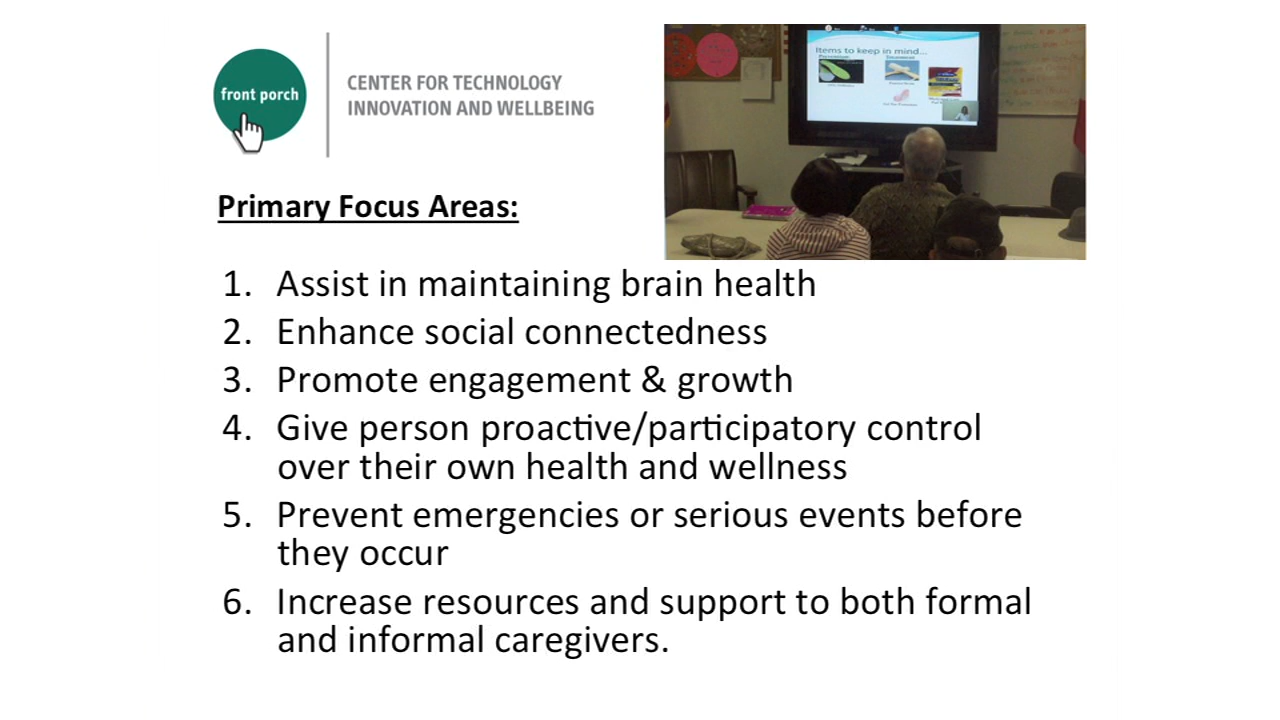 front porch
CENTER FOR TECHNOLOGY
INNOVATION AND WELLBEING
Items to keep in mind...
Primary Focus Areas:
1. Assist in maintaining brain health
2. Enhance social connectedness
3. Promote engagement & growth
4. Give person proactive/participatory control
over their own health and wellness
5. Prevent emergencies or serious events before
they occur
6. Increase resources and support to both formal
and informal caregivers.